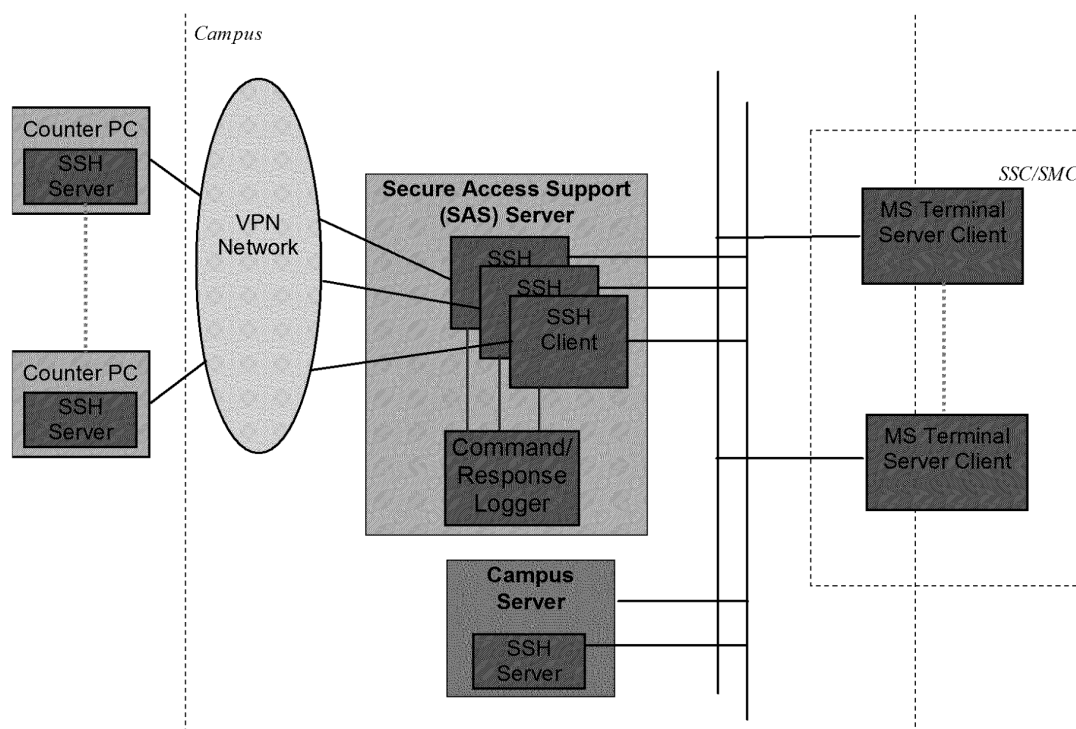 Campus
Counter PC
SSH
Server
Counter PC
SSH
Server
VPN
Network
Secure Access Support
(SAS) Server
SSH
SSH
SSH
Client
Command/
Response
Logger
Campus
Server
SSH
Server
SSC/SMC
MS Terminal
Server Client
MS Terminal
Server Client